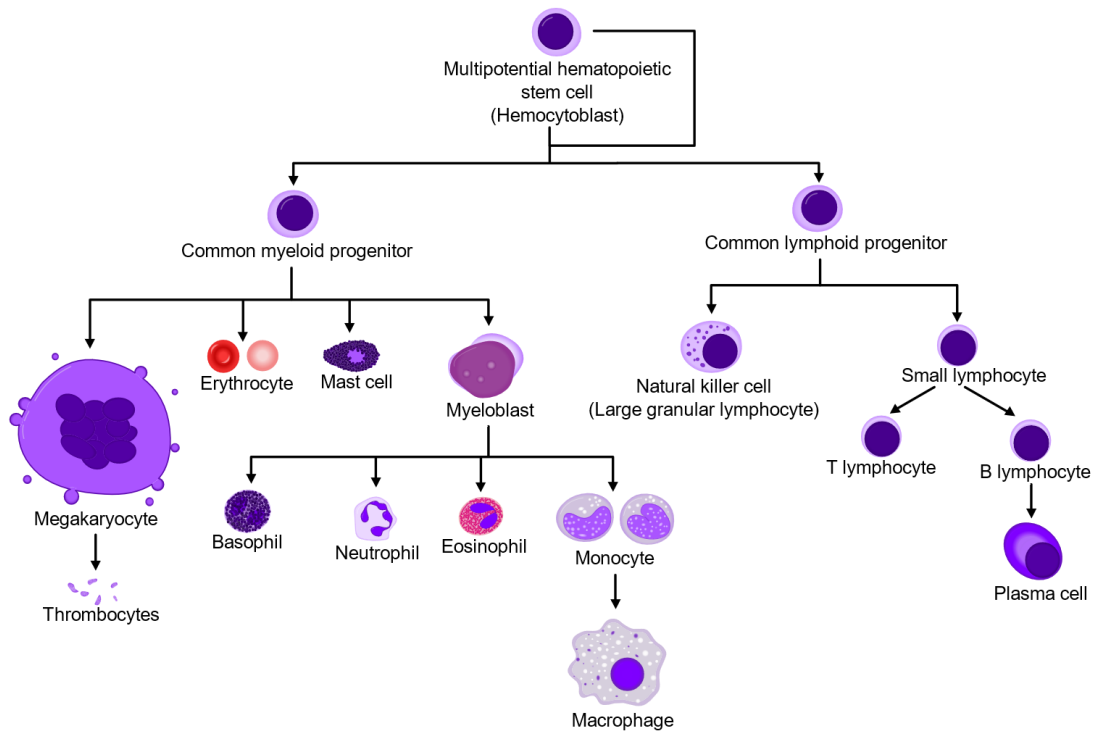 Multipotential hematopoietic
stem cell
(Hemocytoblast)
Common myeloid progenitor
Common lymphoid progenitor
Erythrocyte
Mast cell
Myeloblast
Natural killer cell
(Large granular lymphocyte)
Small lymphocyte
T lymphocyte
B lymphocyte
Megakaryocyte
Basophil
Neutrophil
Eosinophil
Monocyte
Plasma cell
Thrombocytes
Macrophage